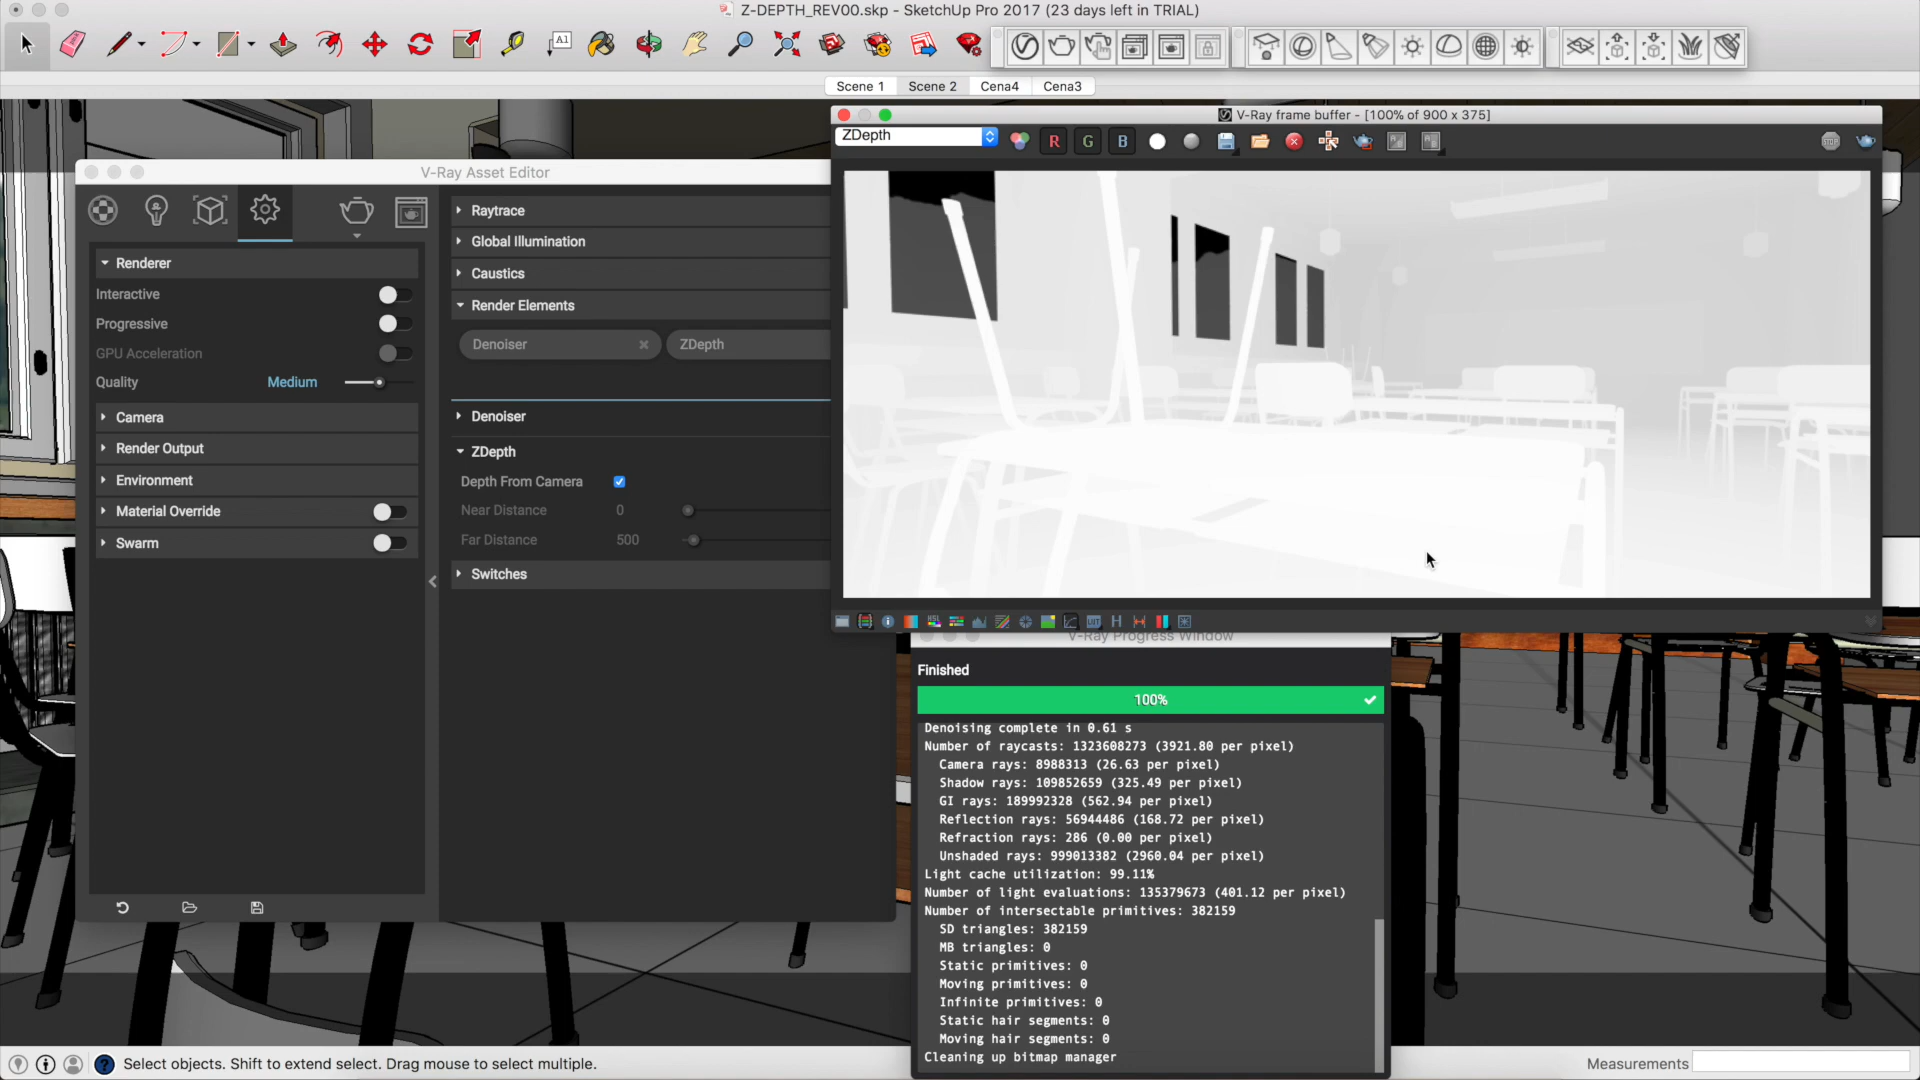 Z-DEPTH_REV00.skp - SketchUp Pro 2017 (23 days left in TRIAL)
A1
Scene 1
Scene 2
Cena4
Cena3
V-Ray frame buffer - [100% of 900 x 375]
ZDepth
R
G
B
STOP
V-Ray Asset Editor
Renderer
Interactive
Progressive
GPU Acceleration
Quality
Medium
Camera
Render Output
Environment
Material Override
Swarm
Raytrace
Global Illumination
Caustics
Render Elements
Denoiser
ZDepth
Denoiser
ZDepth
Depth From Camera
Near Distance
0
Far Distance
500
Switches
V-Ray Progress Window
Finished
100%
Denoising complete in 0.61 s
Number of raycasts: 1323608273 (3921.80 per pixel)
Camera rays: 8988313 (26.63 per pixel)
Shadow rays: 109852659 (325.49 per pixel)
GI rays: 189992328 (562.94 per pixel)
Reflection rays: 56944486 (168.72 per pixel)
Refraction rays: 286 (0.00 per pixel)
Unshaded rays: 999013382 (2960.04 per pixel)
Light cache utilization: 99.11%
Number of light evaluations: 135379673 (401.12 per pixel)
Number of intersectable primitives: 382159
SD triangles: 382159
MB triangles: 0
Static primitives: 0
Moving primitives: 0
Infinite primitives: 0
Static hair segments: 0
Moving hair segments: 0
Cleaning up bitmap manager
Select objects. Shift to extend select. Drag mouse to select multiple.
Measurements